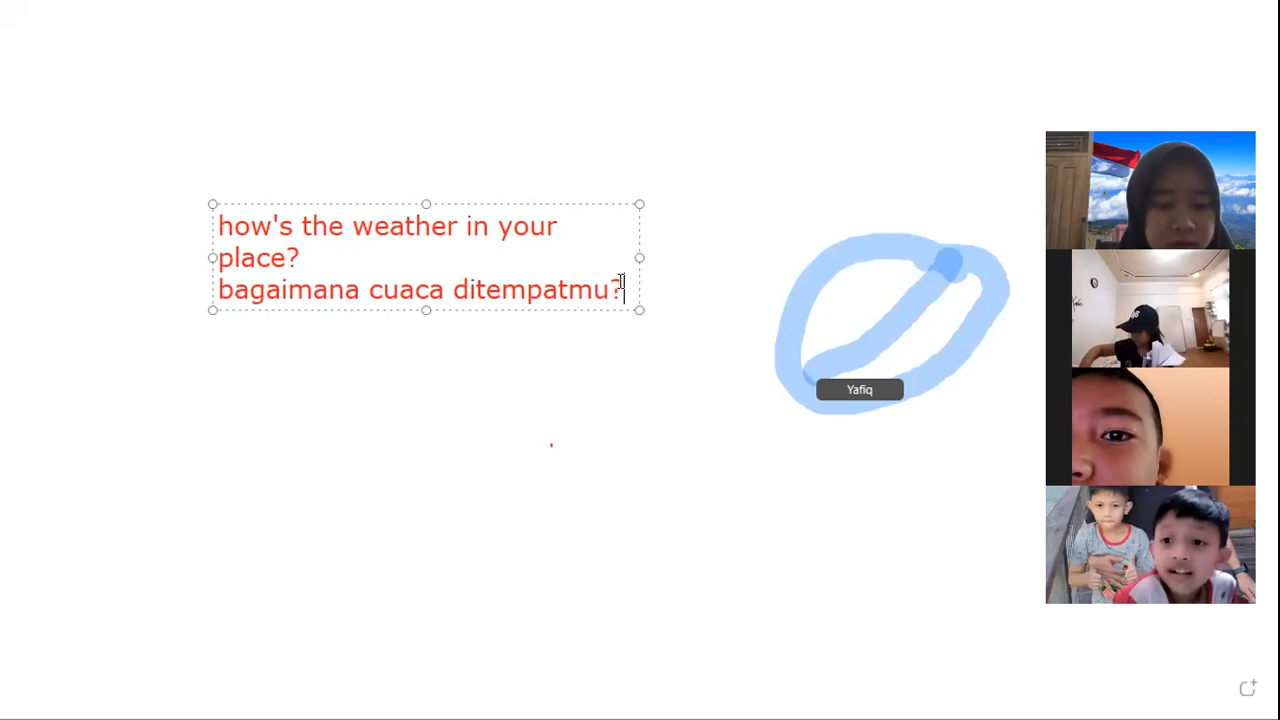 how's the weather in your
place?
bagaimana cuaca ditempatmu?
Yafiq